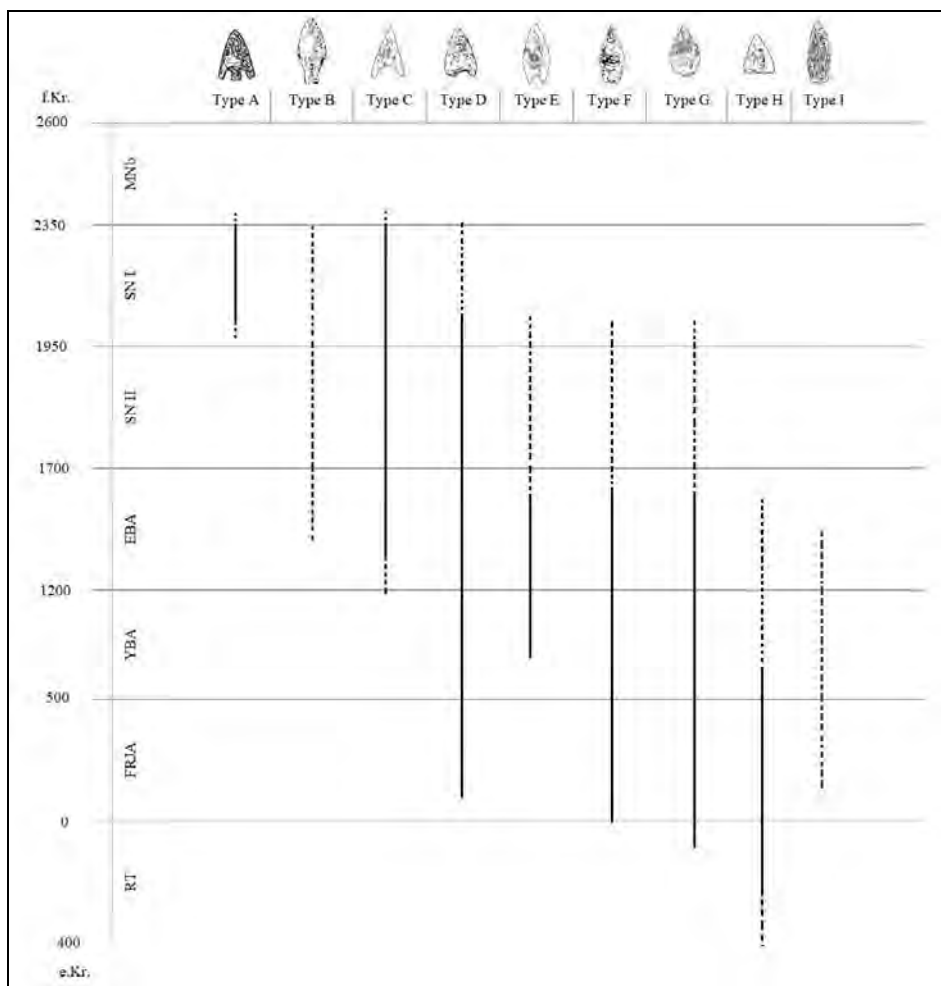 f.Kr.
Type A Type B Type C Type D Type E Type F Type G Type H Type I
2600
MNb
2350
SN I
1950
SN II
1700
EBA
1200
YBA
500
FRJA
0
RT
400
e.Kr.